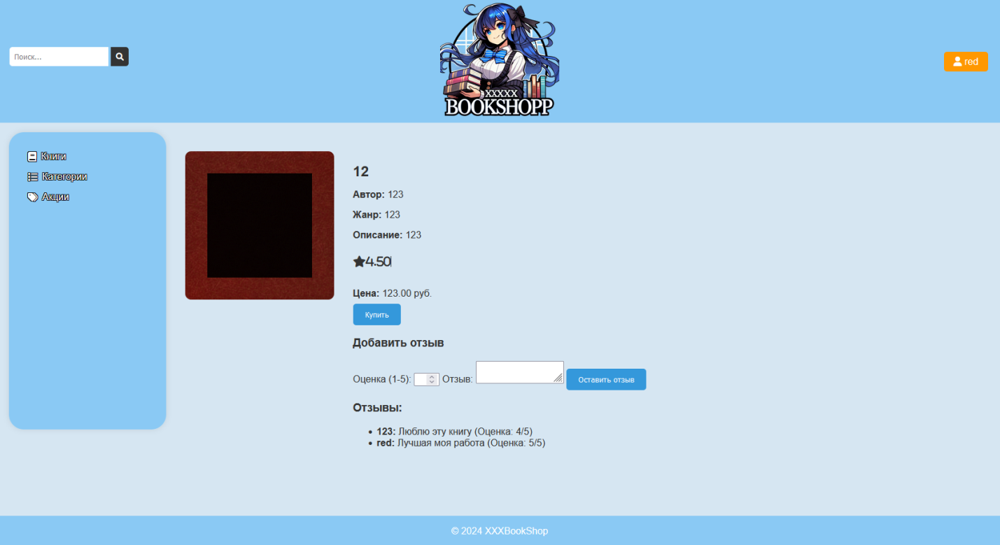 Поиск...
XXXXX
BOOKSHOPP
red
Книги
Категории
Акции
12
Автор: 123
Жанр: 123
Описание: 123
4.50
Цена: 123.00 руб.
Купить
Добавить отзыв
Оценка (1-5): Отзыв: Оставить отзыв
Отзывы:
• 123: Люблю эту книгу (Оценка: 4/5)
• red: Лучшая моя работа (Оценка: 5/5)
© 2024 XXXBookShop